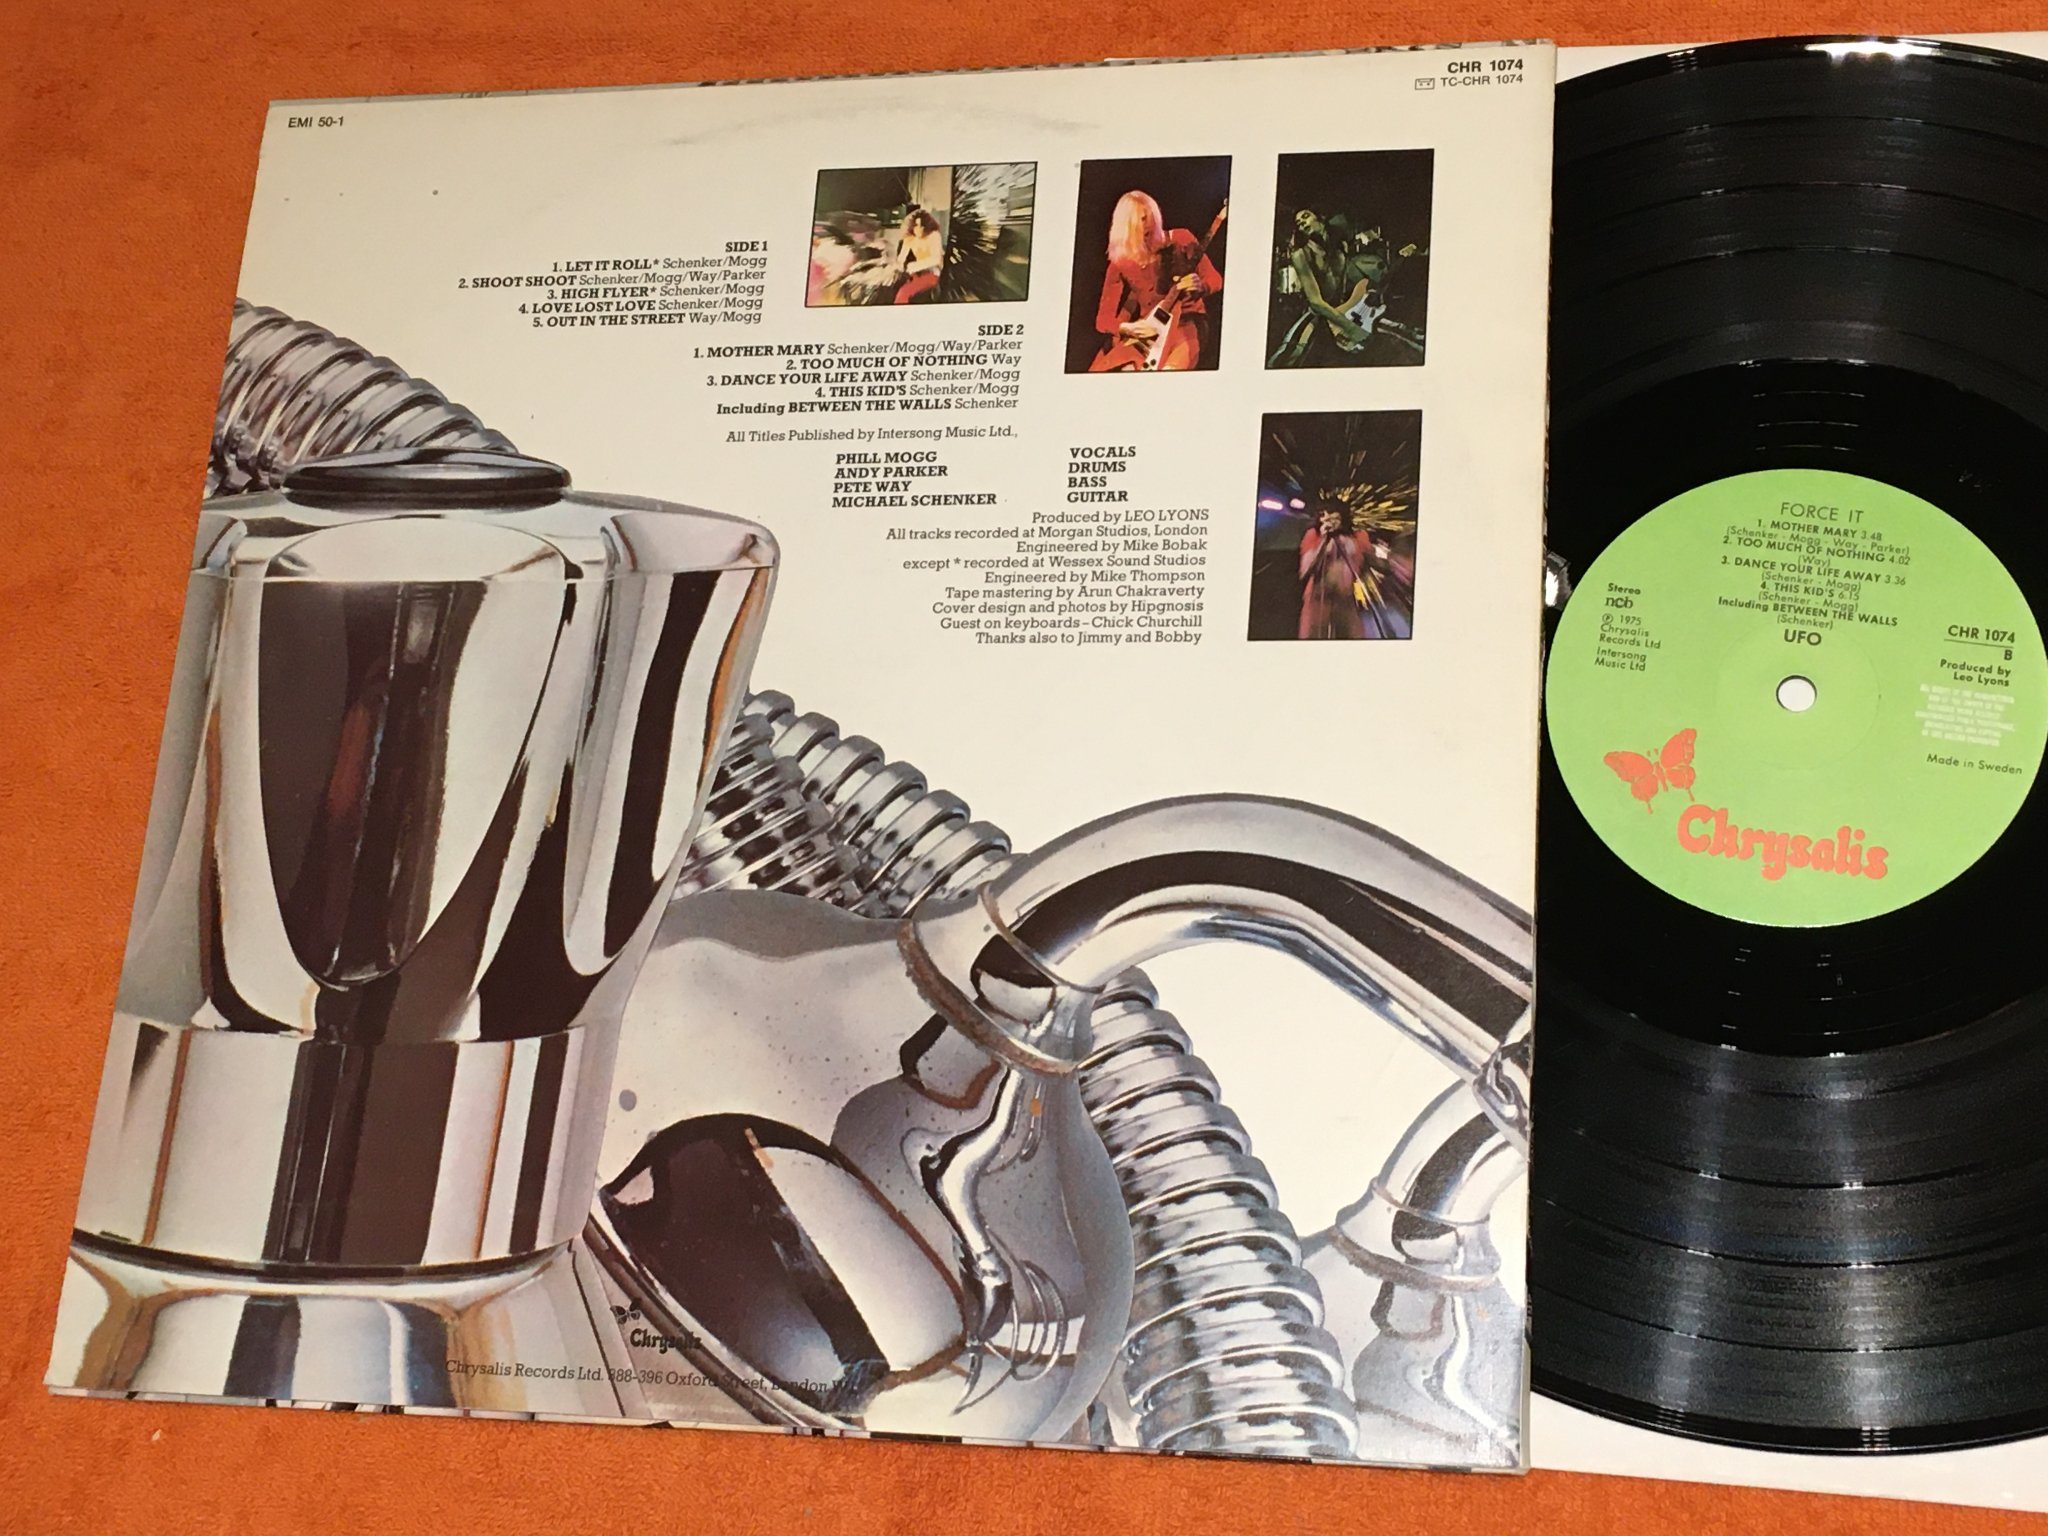 EMI 50-1
CHR 1074
TC-CHR 1074
SIDE 1
1. LET IT ROLL* Schenker/Mogg
2. SHOOT SHOOT Schenker/Mogg/Way/Parker
3. HIGH FLYER* Schenker/Mogg
4. LOVE LOST LOVE Schenker/Mogg
5. OUT IN THE STREET Way/Mogg
SIDE 2
1. MOTHER MARY Schenker/Mogg/Way/Parker
2. TOO MUCH OF NOTHING Way
3. DANCE YOUR LIFE AWAY Schenker/Mogg
4. THIS KID'S Schenker/Mogg
Including BETWEEN THE WALLS Schenker
All Titles Published by Intersong Music Ltd.,
PHILL MOGG VOCALS
ANDY PARKER DRUMS
PETE WAY BASS
MICHAEL SCHENKER GUITAR
Produced by LEO LYONS
All tracks recorded at Morgan Studios, London
Engineered by Mike Bobak
except * recorded at Wessex Sound Studios
Engineered by Mike Thompson
Tape mastering by Arun Chakraverty
Cover design and photos by Hipgnosis
Guest on keyboards – Chick Churchill
Thanks also to Jimmy and Bobby
Chrysalis
Chrysalis Records Ltd. 388-396 Oxford Street, London
FORCE IT
1. MOTHER MARY 3.48
(Schenker - Mogg - Way - Parker)
2. TOO MUCH OF NOTHING 4.02
(Way)
3. DANCE YOUR LIFE AWAY 3.36
(Schenker - Mogg)
4. THIS KID'S 6.15
(Schenker - Mogg)
Including BETWEEN THE WALLS
(Schenker)
UFO
Stereo
ncb
Ⓟ 1975
Chrysalis
Records Ltd
Intersong
Music Ltd
CHR 1074
B
Produced by
Leo Lyons
Made in Sweden
Chrysalis